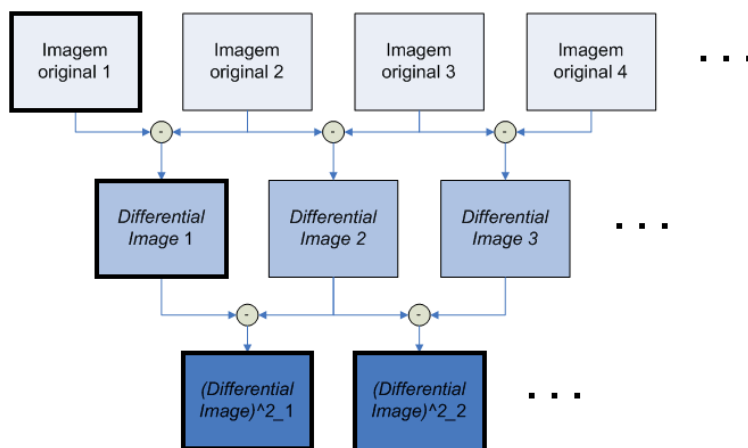 Imagem
original 1
Imagem
original 2
Imagem
original 3
Imagem
original 4
. . .
-
-
-
Differential
Image 1
Differential
Image 2
Differential
Image 3
. . .
-
-
(Differential
Image)^2_1
(Differential
Image)^2_2
. . .